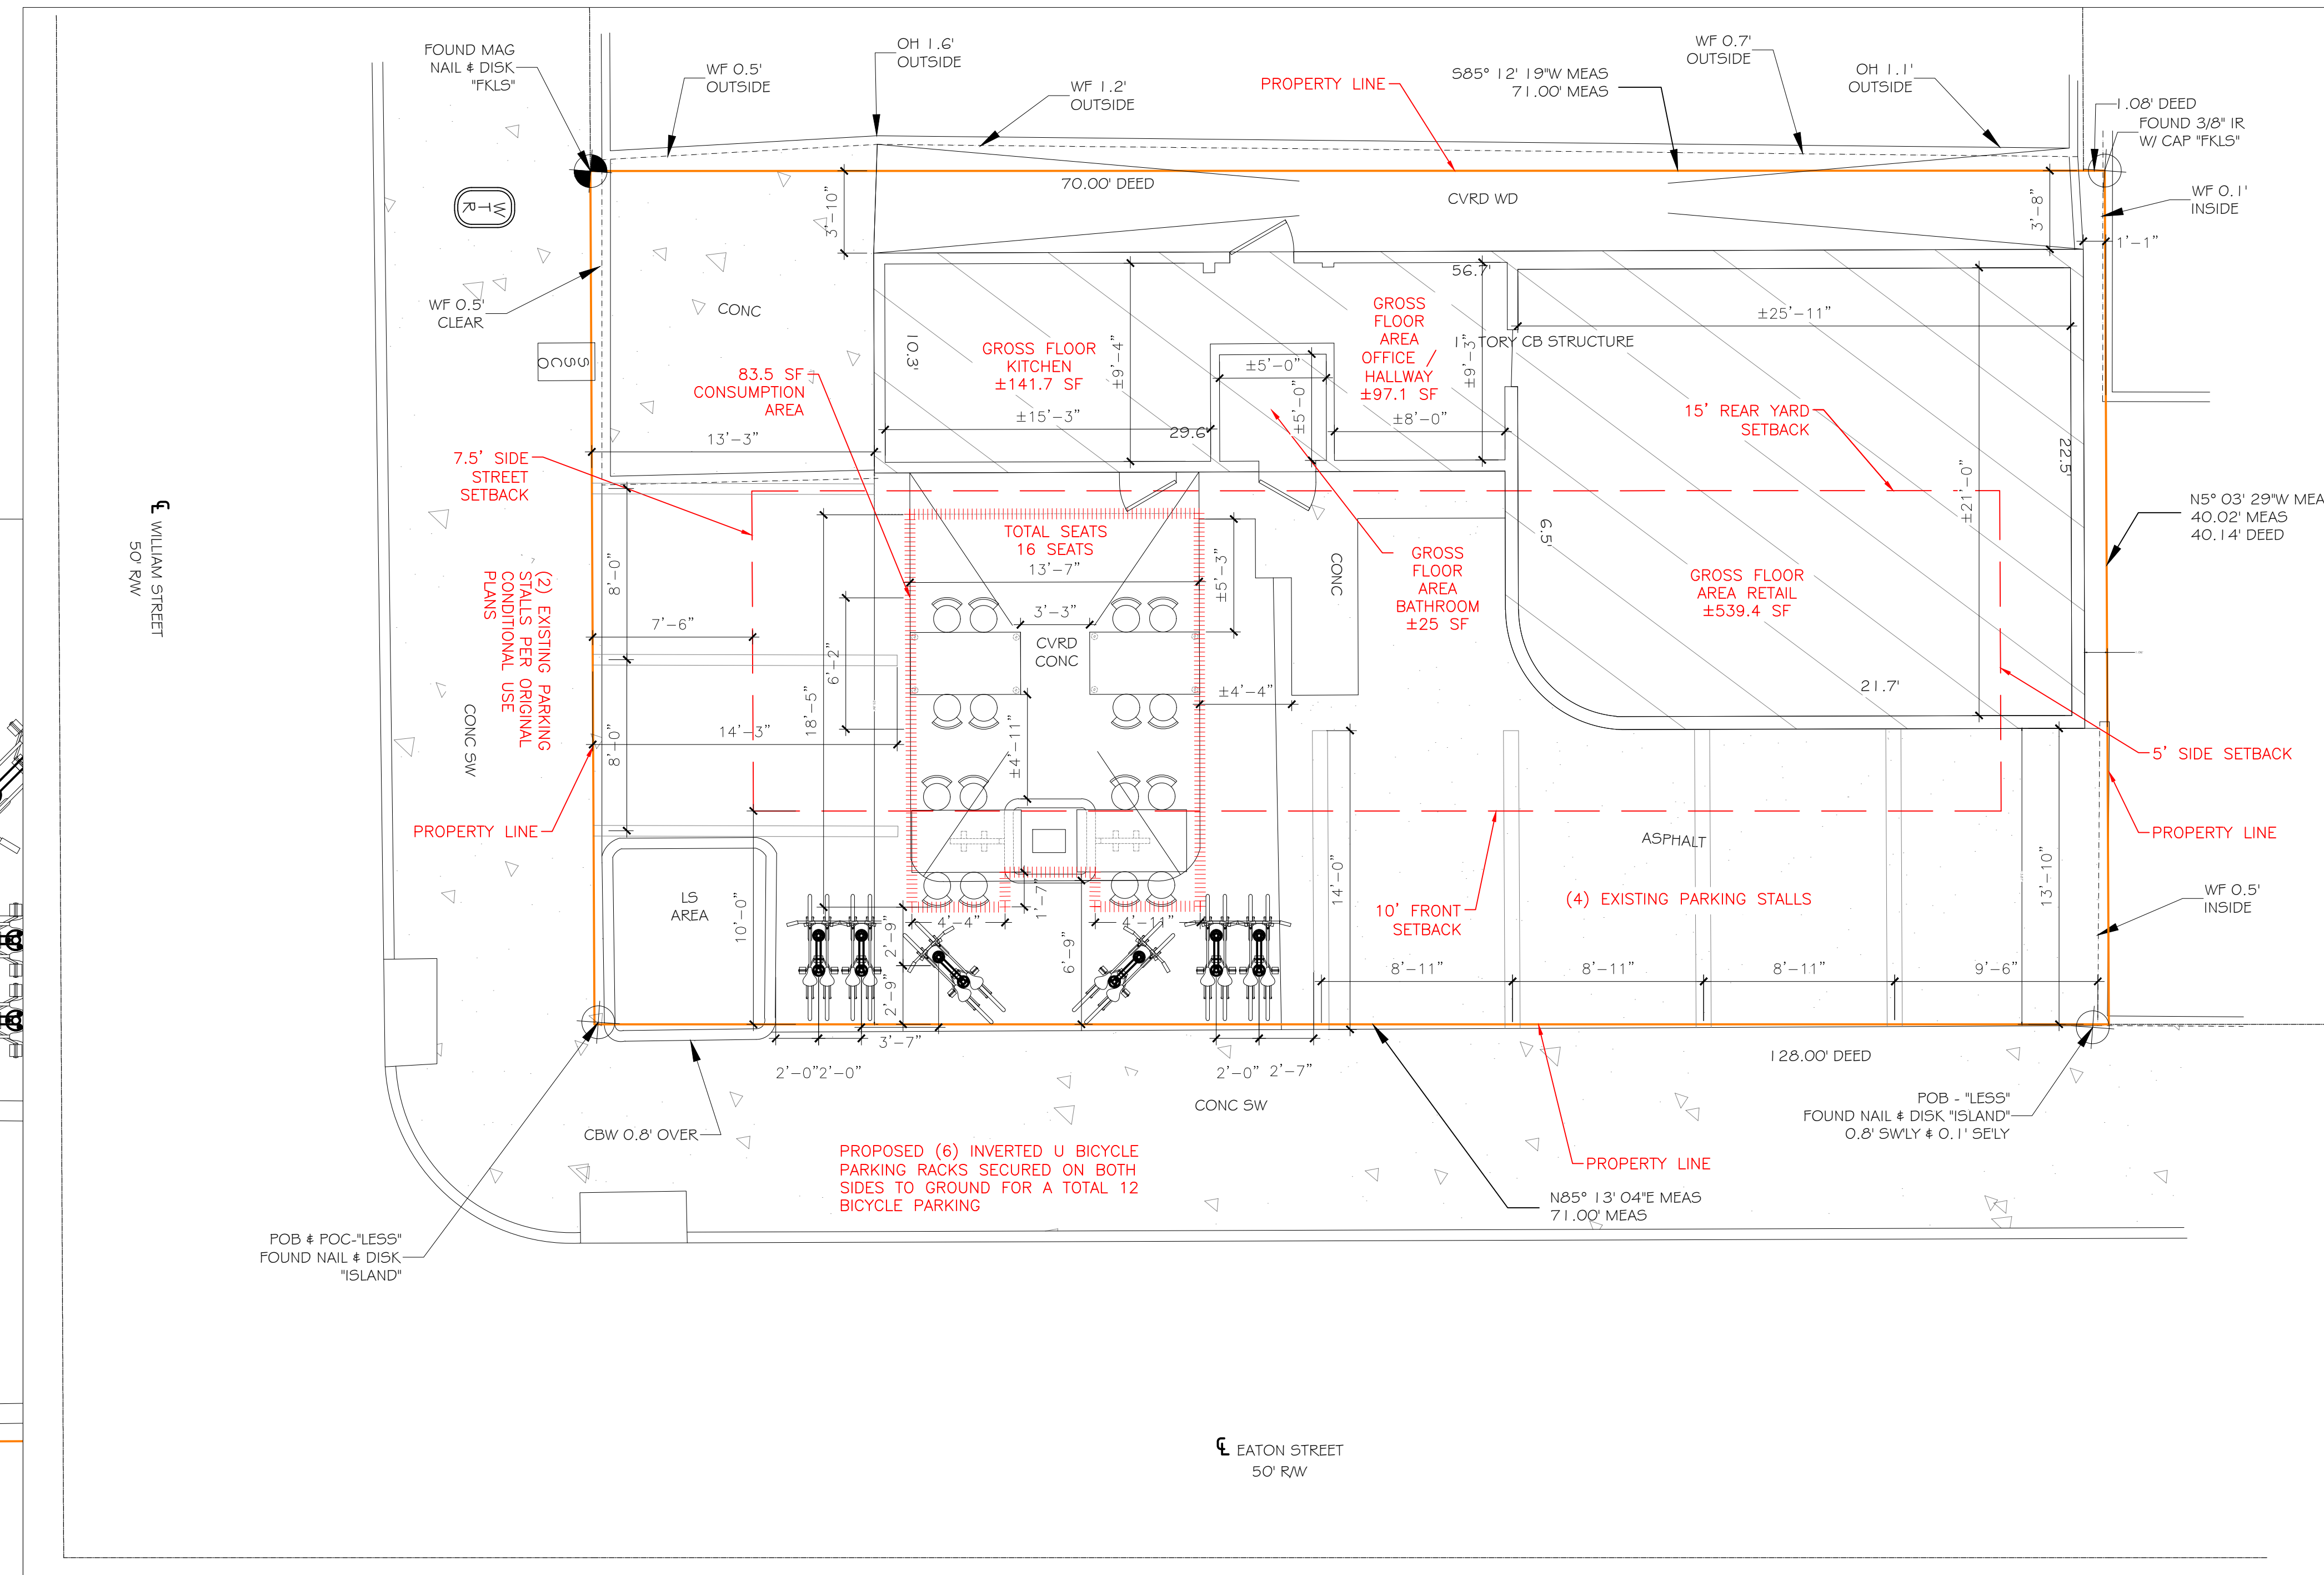 FOUND MAG
NAIL & DISK
"FKLS"
WF 0.5'
OUTSIDE
OH 1.6'
OUTSIDE
WF 1.2'
OUTSIDE
PROPERTY LINE
S85° 12' 19"W MEAS
71.00' MEAS
WF 0.7'
OUTSIDE
OH 1.1'
OUTSIDE
1.08' DEED
FOUND 3/8" IR
W/ CAP "FKLS"
WF 0.1'
INSIDE
70.00' DEED
CVRD WD
3'-10"
3'-8"
1'-1"
WTR
WF 0.5'
CLEAR
CONC
SCO
56.7'
10.3'
GROSS FLOOR
KITCHEN
±141.7 SF
±9'-4"
±15'-3"
29.6'
GROSS
FLOOR
AREA
OFFICE /
HALLWAY
±97.1 SF
±9'-3"
±5'-0"
±5'-0"
±8'-0"
TORY CB STRUCTURE
±25'-11"
83.5 SF
CONSUMPTION
AREA
13'-3"
15' REAR YARD
SETBACK
22.5'
±21'-0"
7.5' SIDE
STREET
SETBACK
N5° 03' 29"W MEA
40.02' MEAS
40.14' DEED
WILLIAM STREET
50' R/W
TOTAL SEATS
16 SEATS
13'-7"
±5'-3"
CONC
6.5'
GROSS
FLOOR
AREA
BATHROOM
±25 SF
GROSS FLOOR
AREA RETAIL
±539.4 SF
(2) EXISTING PARKING
STALLS PER ORIGINAL
CONDITIONAL USE
PLANS
8'-0"
7'-6"
3'-3"
CVRD
CONC
6'-2"
±4'-4"
21.7'
18'-5"
14'-3"
8'-0"
±4'-11"
CONC SW
5' SIDE SETBACK
PROPERTY LINE
PROPERTY LINE
ASPHALT
LS
AREA
10'-0"
1'-7"
14'-0"
13'-10"
10' FRONT
SETBACK
(4) EXISTING PARKING STALLS
WF 0.5'
INSIDE
4'-4"
4'-11"
2'-9"
2'-9"
6'-9"
8'-11"
8'-11"
8'-11"
9'-6"
3'-7"
2'-0"
2'-0"
2'-0"
2'-7"
128.00' DEED
CONC SW
CBW 0.8' OVER
POB - "LESS"
FOUND NAIL & DISK "ISLAND"
0.8' SW'LY & 0.1' SE'LY
PROPOSED (6) INVERTED U BICYCLE
PARKING RACKS SECURED ON BOTH
SIDES TO GROUND FOR A TOTAL 12
BICYCLE PARKING
PROPERTY LINE
N85° 13' 04"E MEAS
71.00' MEAS
POB & POC-"LESS"
FOUND NAIL & DISK
"ISLAND"
EATON STREET
50' R/W